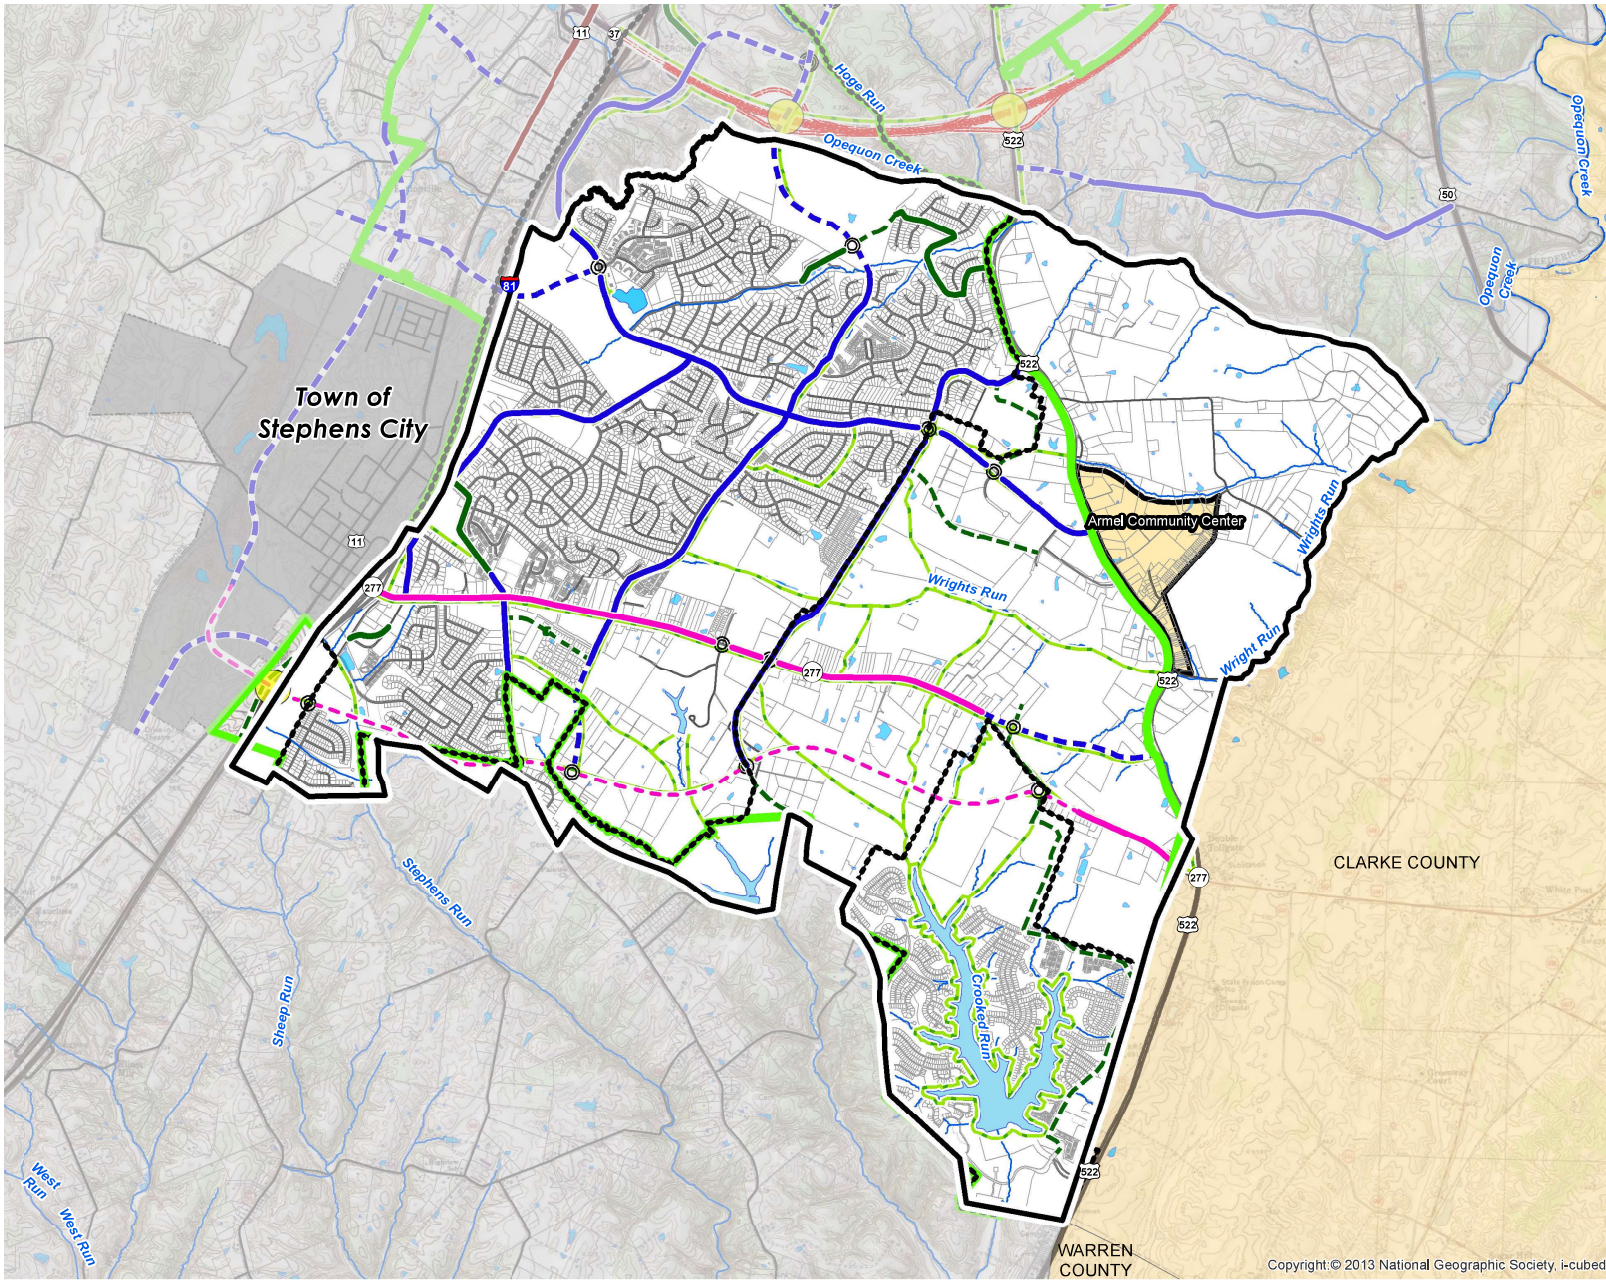 11
37
Hoge Run
Opequon Creek
522
Opequon Creek
50
Opequon
Creek
81
522
Town of
Stephens City
Wrights Run
Armel Community Center
11
277
Wrights Run
Wright Run
277
522
CLARKE COUNTY
277
522
Stephens Run
Sheep Run
Crooked Run
West
Run
West Run
522
WARREN
COUNTY
Copyright:© 2013 National Geographic Society, i-cubed